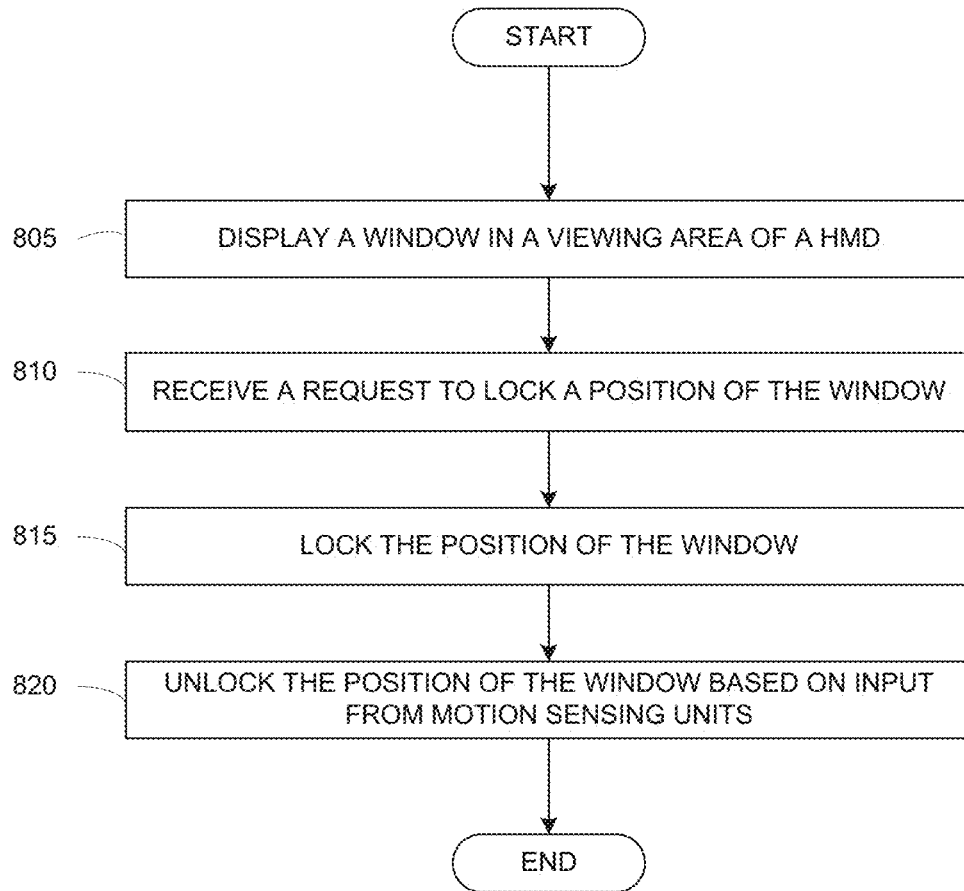 START
805
DISPLAY A WINDOW IN A VIEWING AREA OF A HMD
810
RECEIVE A REQUEST TO LOCK A POSITION OF THE WINDOW
815
LOCK THE POSITION OF THE WINDOW
820
UNLOCK THE POSITION OF THE WINDOW BASED ON INPUT
FROM MOTION SENSING UNITS
END